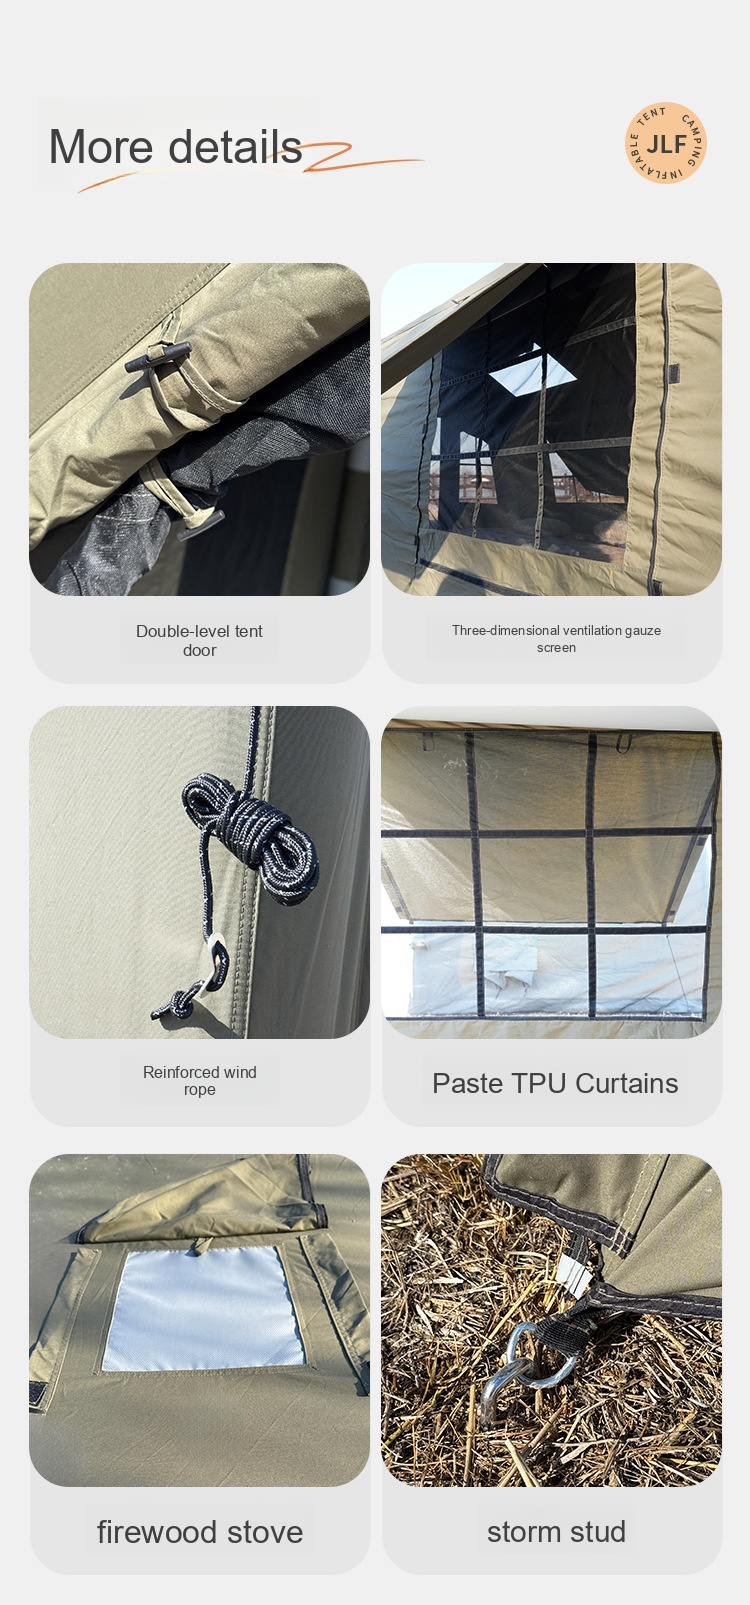 More details
INFLATABLE TENT CAMPING
JLF
Double-level tent
door
Three-dimensional ventilation gauze
screen
Reinforced wind
rope
Paste TPU Curtains
firewood stove
storm stud